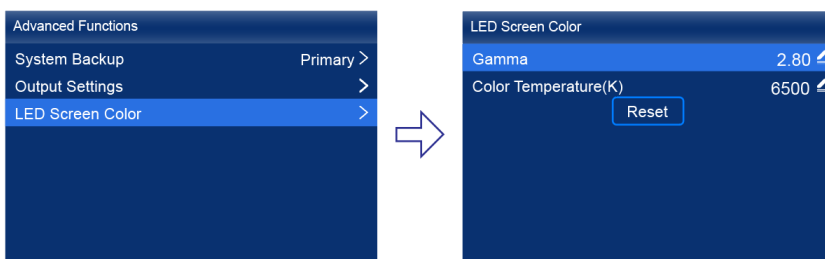 Advanced Functions
System Backup Primary >
Output Settings >
LED Screen Color >
LED Screen Color
Gamma 2.80
Color Temperature(K) 6500
Reset